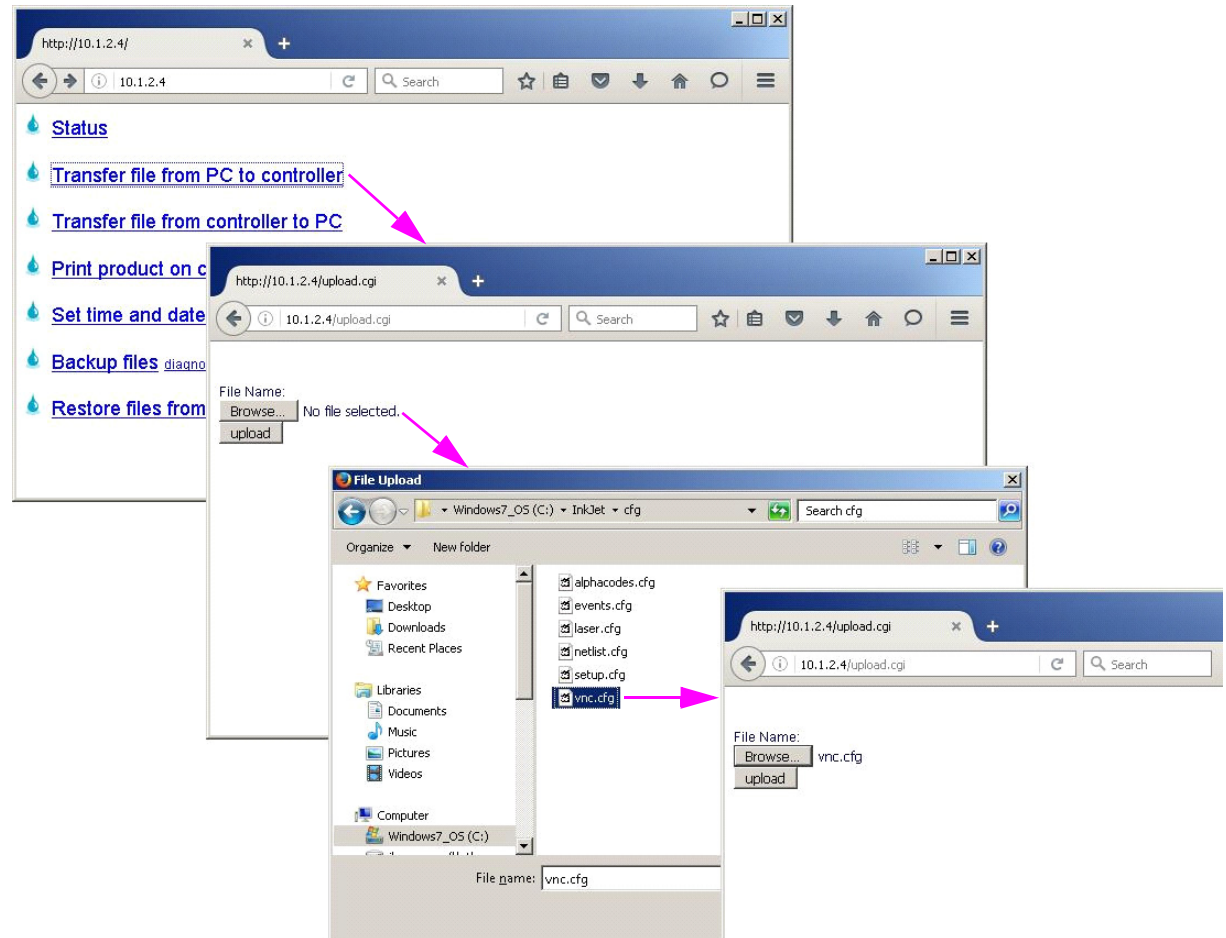 http://10.1.2.4/
10.1.2.4
Search
Status
Transfer file from PC to controller
Transfer file from controller to PC
Print product on c
Set time and date
Backup files diagno
Restore files from
http://10.1.2.4/upload.cgi
10.1.2.4/upload.cgi
Search
File Name:
Browse... No file selected.
upload
File Upload
Windows7_OS (C:) InkJet cfg
Search cfg
Organize New folder
Favorites
Desktop
Downloads
Recent Places
Libraries
Documents
Music
Pictures
Videos
Computer
Windows7_OS (C:)
alphacodes.cfg
events.cfg
laser.cfg
netlist.cfg
setup.cfg
vnc.cfg
File name: vnc.cfg
http://10.1.2.4/upload.cgi
10.1.2.4/upload.cgi
Search
File Name:
Browse... vnc.cfg
upload